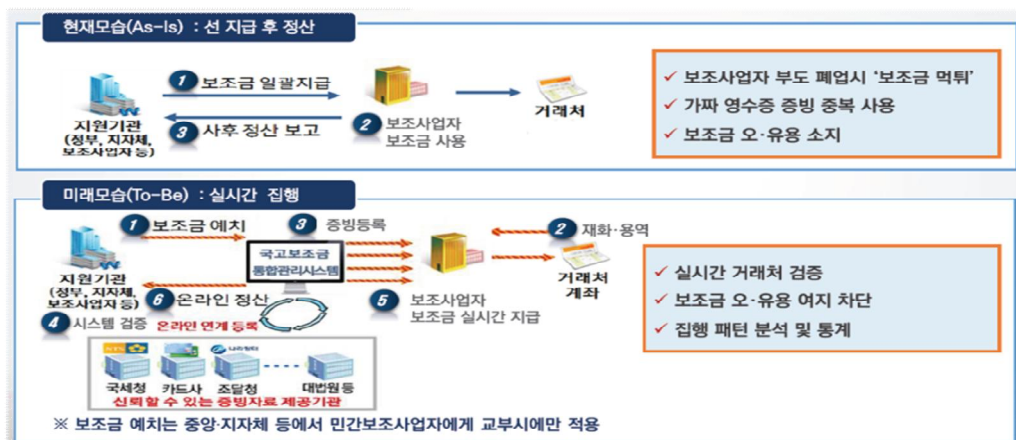 현재모습(As-Is) : 선 지급 후 정산
1 보조금 일괄지급
지원기관
(정부, 지자체,
보조사업자 등)
3 사후 정산 보고
2 보조사업자
보조금 사용
거래처
✓ 보조사업자 부도 폐업시 ‘보조금 먹튀’
✓ 가짜 영수증 증빙 중복 사용
✓ 보조금 오·유용 소지
미래모습(To-Be) : 실시간 집행
1 보조금 예치
3 증빙등록
2 재화·용역
국고보조금
통합관리시스템
지원기관
(정부, 지자체,
보조사업자 등)
6 온라인 정산
5 보조사업자
보조금 실시간 지급
거래처
계좌
4 시스템 검증
온라인 연계 등록
국세청
카드사
조달청
대법원 등
신뢰할 수 있는 증빙자료 제공기관
✓ 실시간 거래처 검증
✓ 보조금 오·유용 여지 차단
✓ 집행 패턴 분석 및 통계
※ 보조금 예치는 중앙·지자체 등에서 민간보조사업자에게 교부시에만 적용